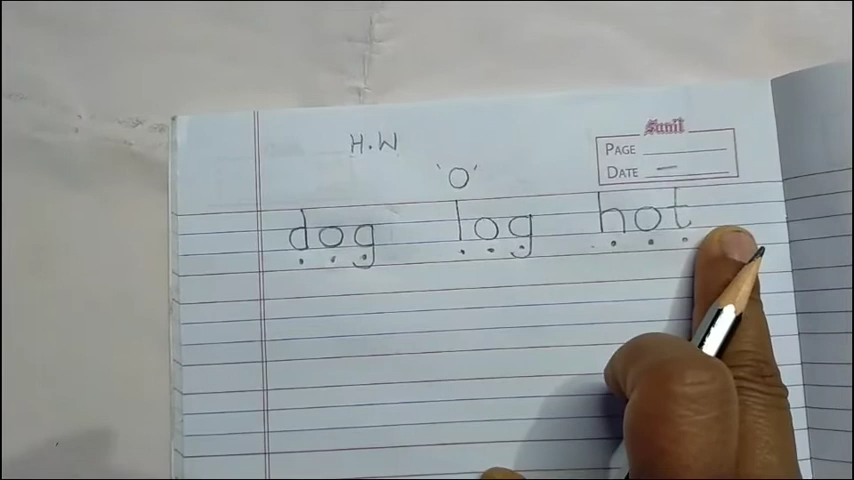 H.W
Sunil
PAGE
DATE —
'O'
dog log hot